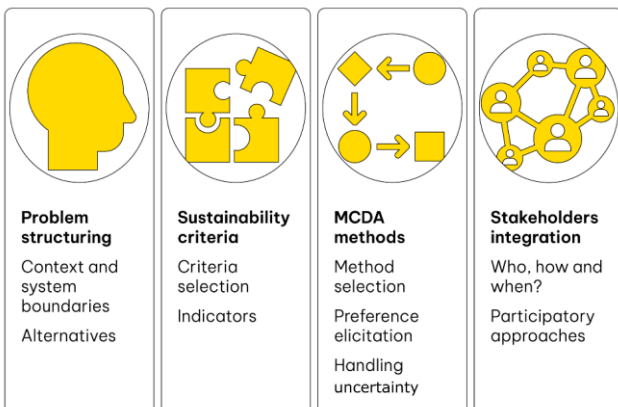 Problem
structuring
Context and
system
boundaries
Alternatives
Sustainability
criteria
Criteria
selection
Indicators
MCDA
methods
Method
selection
Preference
elicitation
Handling
uncertainty
Stakeholders
integration
Who, how and
when?
Participatory
approaches